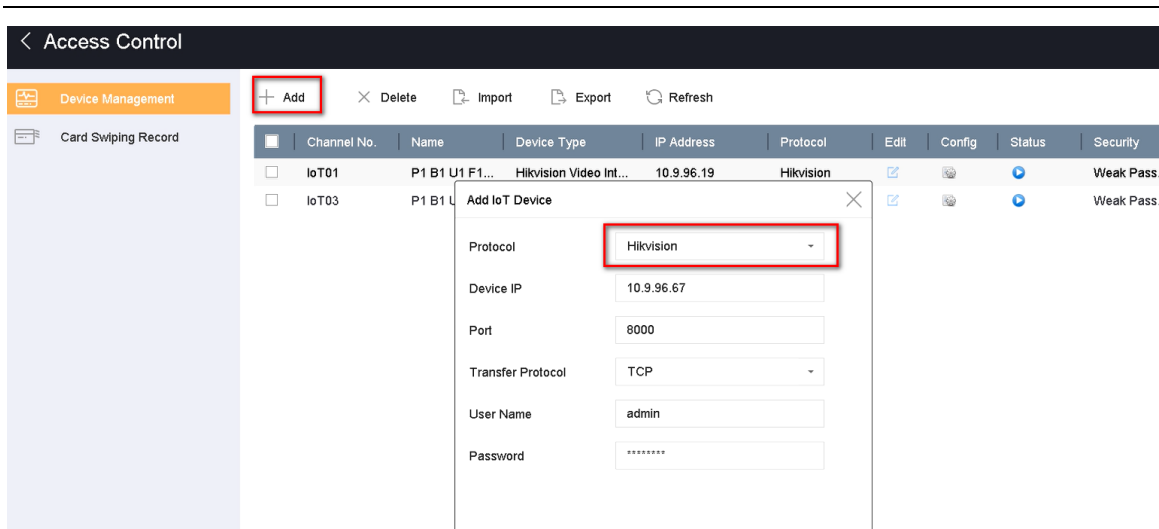 Access Control
Device Management
Card Swiping Record
Add Delete Import Export Refresh
Channel No. Name Device Type IP Address Protocol Edit Config Status Security
IoT01 P1 B1 U1 F1... Hikvision Video Int... 10.9.96.19 Hikvision Weak Pass
IoT03 P1 B1 U Weak Pass
Add IoT Device
Protocol Hikvision
Device IP 10.9.96.67
Port 8000
Transfer Protocol TCP
User Name admin
Password ********